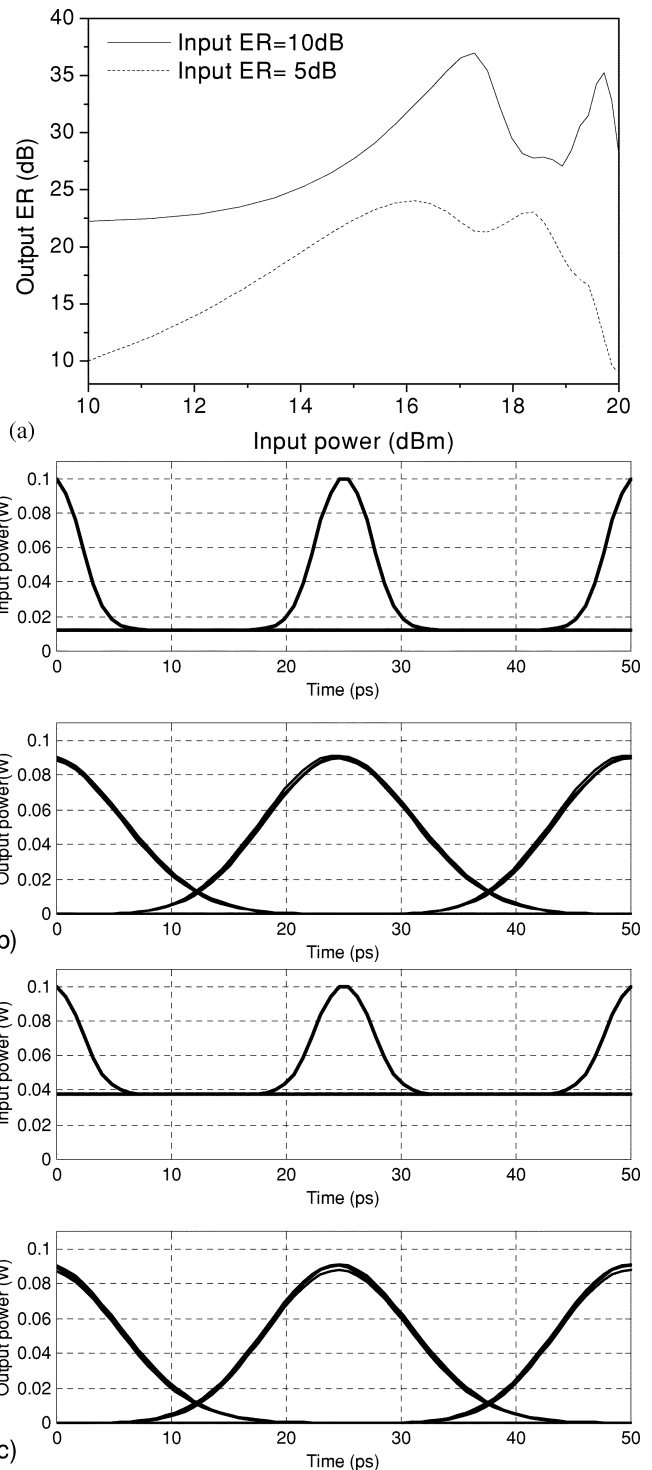 40
35
30
25
20
15
10
Output ER (dB)
Input ER=10dB
Input ER= 5dB
10 12 14 16 18 20
(a)
Input power (dBm)
0.1
0.08
0.06
0.04
0.02
0
Input power(W)
0 10 20 30 40 50
Time (ps)
0.1
0.08
0.06
0.04
0.02
0
Output power(W)
0 10 20 30 40 50
Time (ps)
b)
0.1
0.08
0.06
0.04
0.02
0
Input power (W)
0 10 20 30 40 50
Time (ps)
0.1
0.08
0.06
0.04
0.02
0
Output power (W)
0 10 20 30 40 50
Time (ps)
c)